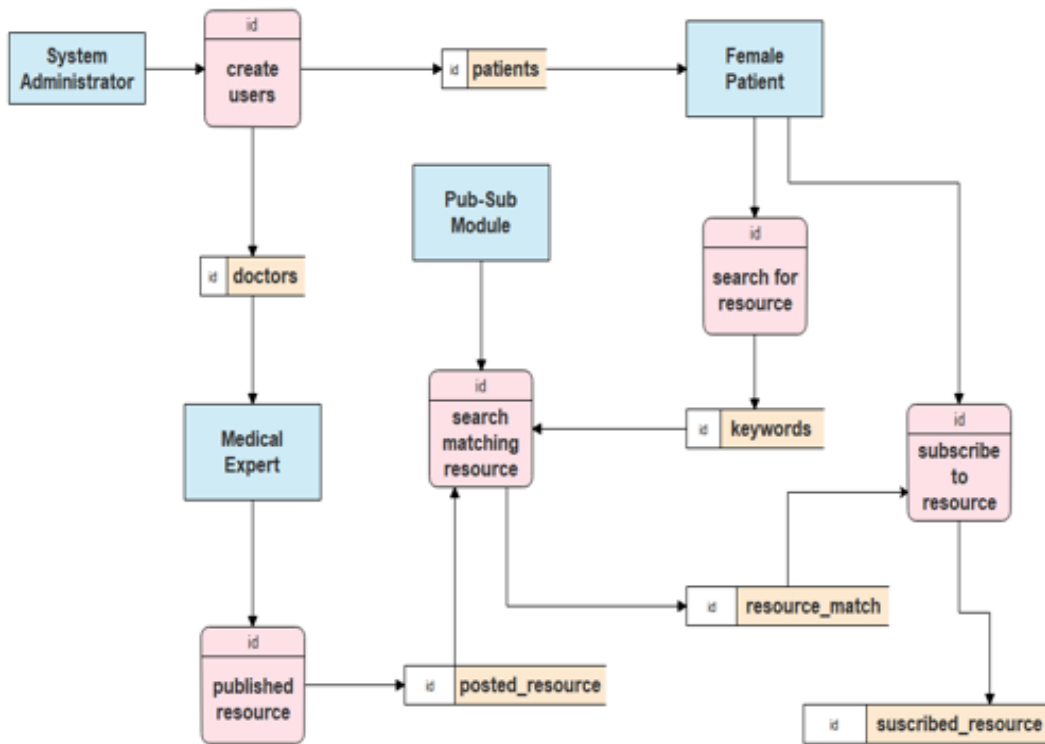 id
System
Administrator
create
users
id
patients
Female
Patient
Pub-Sub
Module
id
search for
resource
id
doctors
id
search
matching
resource
id
keywords
id
subscribe
to
resource
Medical
Expert
id
resource_match
id
published
resource
id
posted_resource
id
suscribed_resource